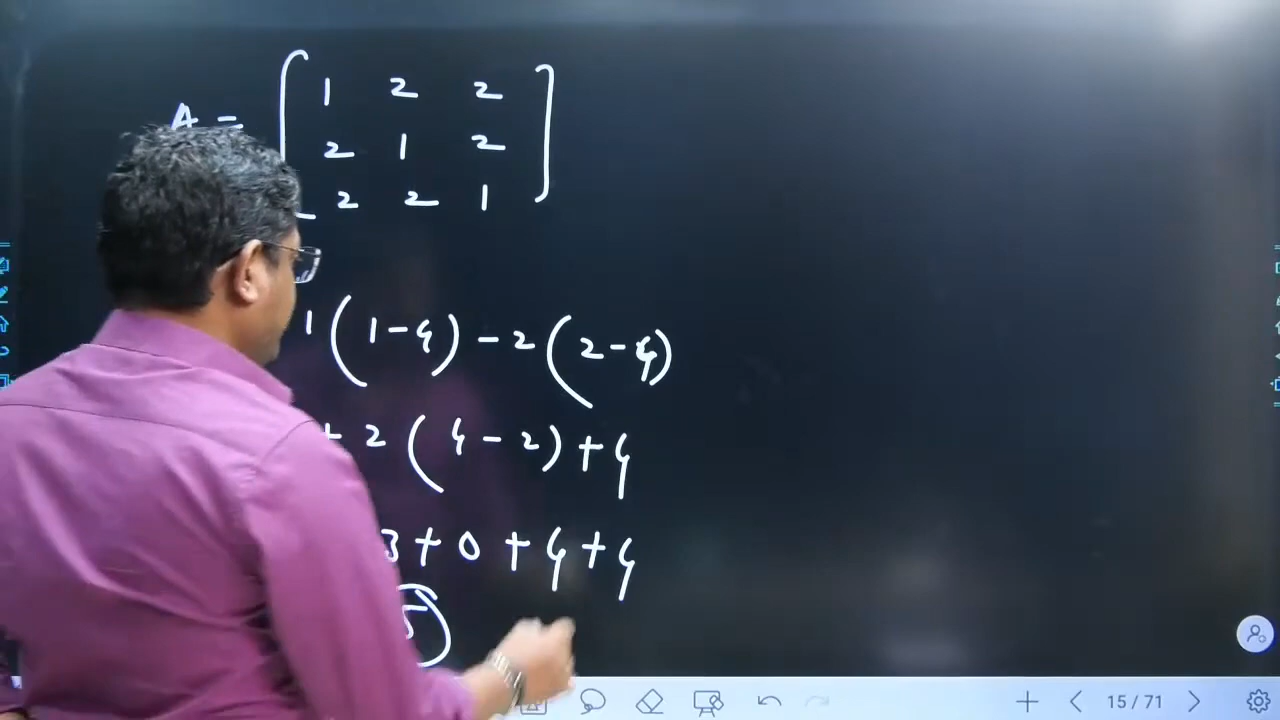 A = [ 1 2 2
2 1 2
2 2 1 ]
1 ( 1 - 4 ) - 2 ( 2 - 4 )
+ 2 ( 4 - 2 ) + 4
3 + 0 + 4 + 4
5
15 / 71